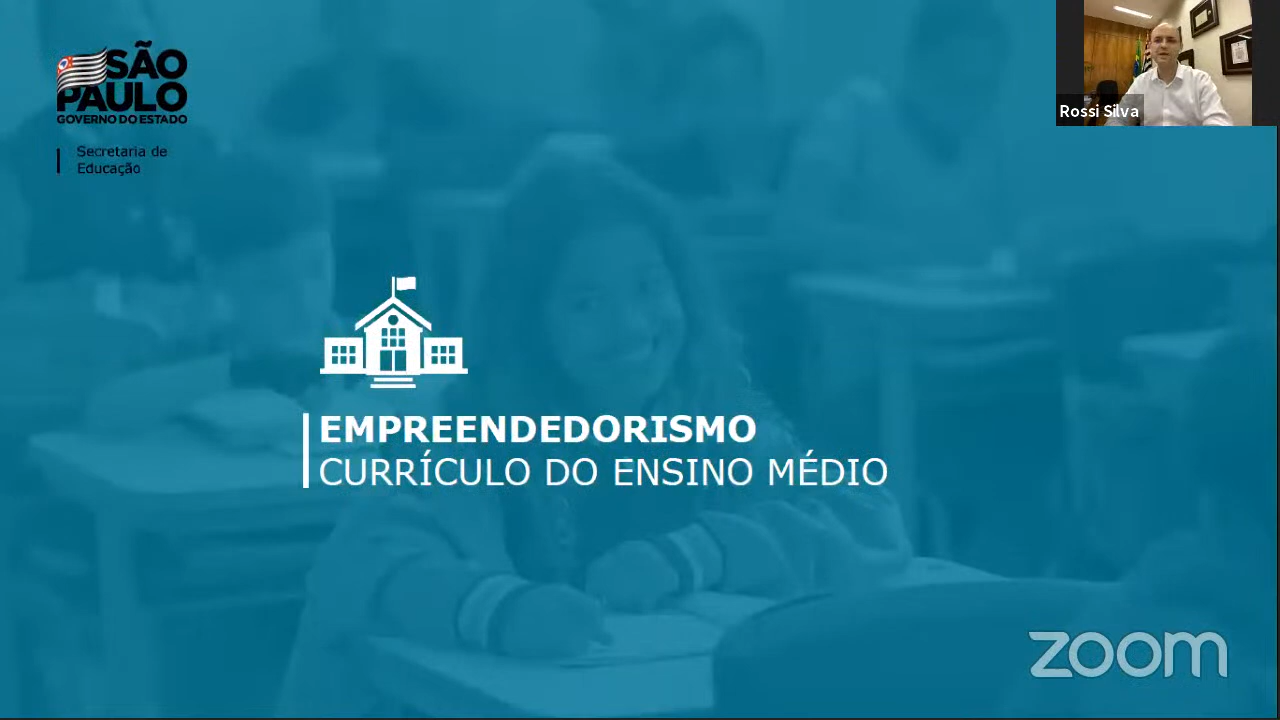 SÃO
PAULO
GOVERNO DO ESTADO
Secretaria de
Educação
Rossi Silva
EMPREENDEDORISMO
CURRÍCULO DO ENSINO MÉDIO
zoom